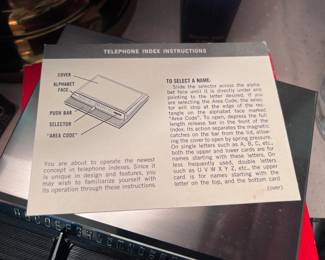 TELEPHONE INDEX INSTRUCTIONS
COVER
ALPHABET
FACE
PUSH BAR
SELECTOR
"AREA CODE"
You are about to operate the newest
concept in telephone indexes. Since it
is unique in design and features, you
may wish to familiarize yourself with
its operation through these instructions.
TO SELECT A NAME:
Slide the selector across the alpha
bet face until it is directly under and
pointing to the letter desired. If you
are selecting the Area Code, the selec-
tor will stop at the edge of the rec-
tangle on the alphabet face marked
"Area Code". To open, depress the full
length release bar in the front of the
Index. Its action separates the magnetic
catches on the bar from the lid, allow-
ing the cover to open by spring pressure.
On single letters such as A, B, C, etc.,
both the upper and lower cards are for
names starting with these letters. On
less frequently used, double letters
such as U V W X Y Z, etc., the upper
card is for names starting with the
letter on the top, and the bottom card
(over)